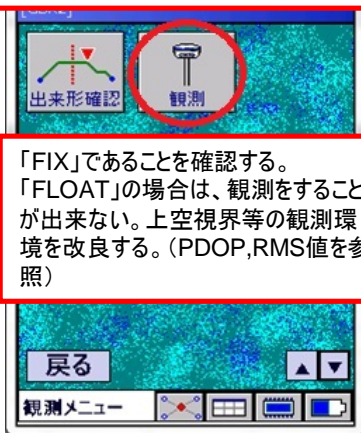 出来形確認
観測
「FIX」であることを確認する。
「FLOAT」の場合は、観測をすること
が出来ない。上空視界等の観測環
境を改良する。（PDOP,RMS値を参
照）
戻る
観測メニュー